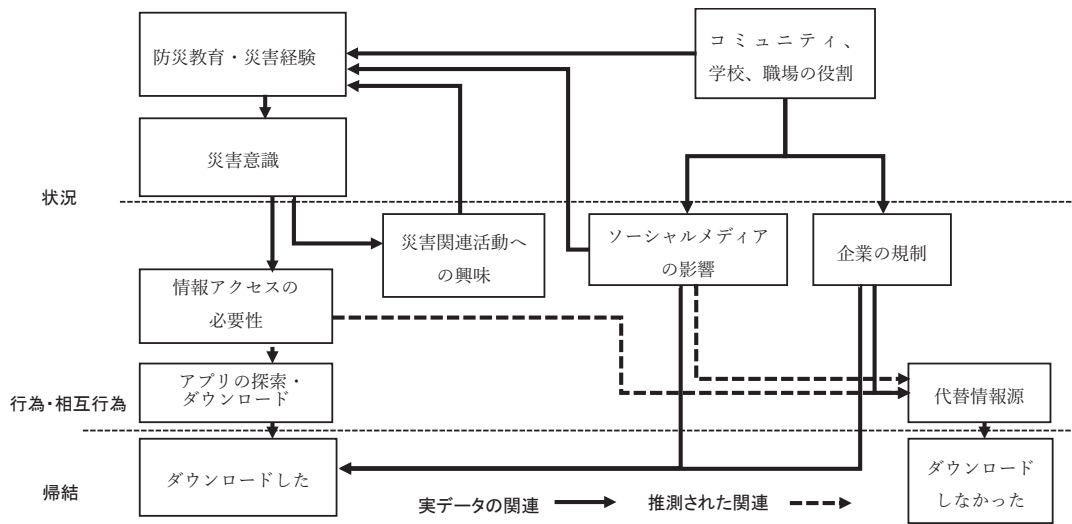 防災教育・災害経験
コミュニティ、
学校、職場の役割
災害意識
状況
災害関連活動へ
の興味
ソーシャルメディア
の影響
企業の規制
情報アクセスの
必要性
アプリの探索・
ダウンロード
代替情報源
行為・相互行為
ダウンロードした
ダウンロード
しなかった
帰結
実データの関連
推測された関連